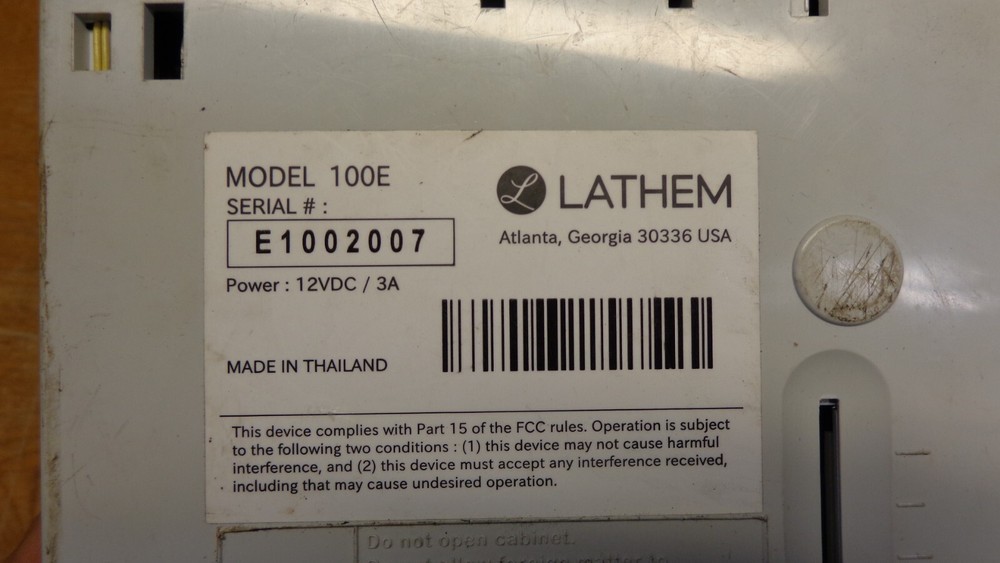 MODEL 100E
SERIAL # :
E1002007
Power : 12VDC / 3A
MADE IN THAILAND
LATHEM
Atlanta, Georgia 30336 USA
This device complies with Part 15 of the FCC rules. Operation is subject
to the following two conditions : (1) this device may not cause harmful
interference, and (2) this device must accept any interference received,
including that may cause undesired operation.
Do not open cabinet.